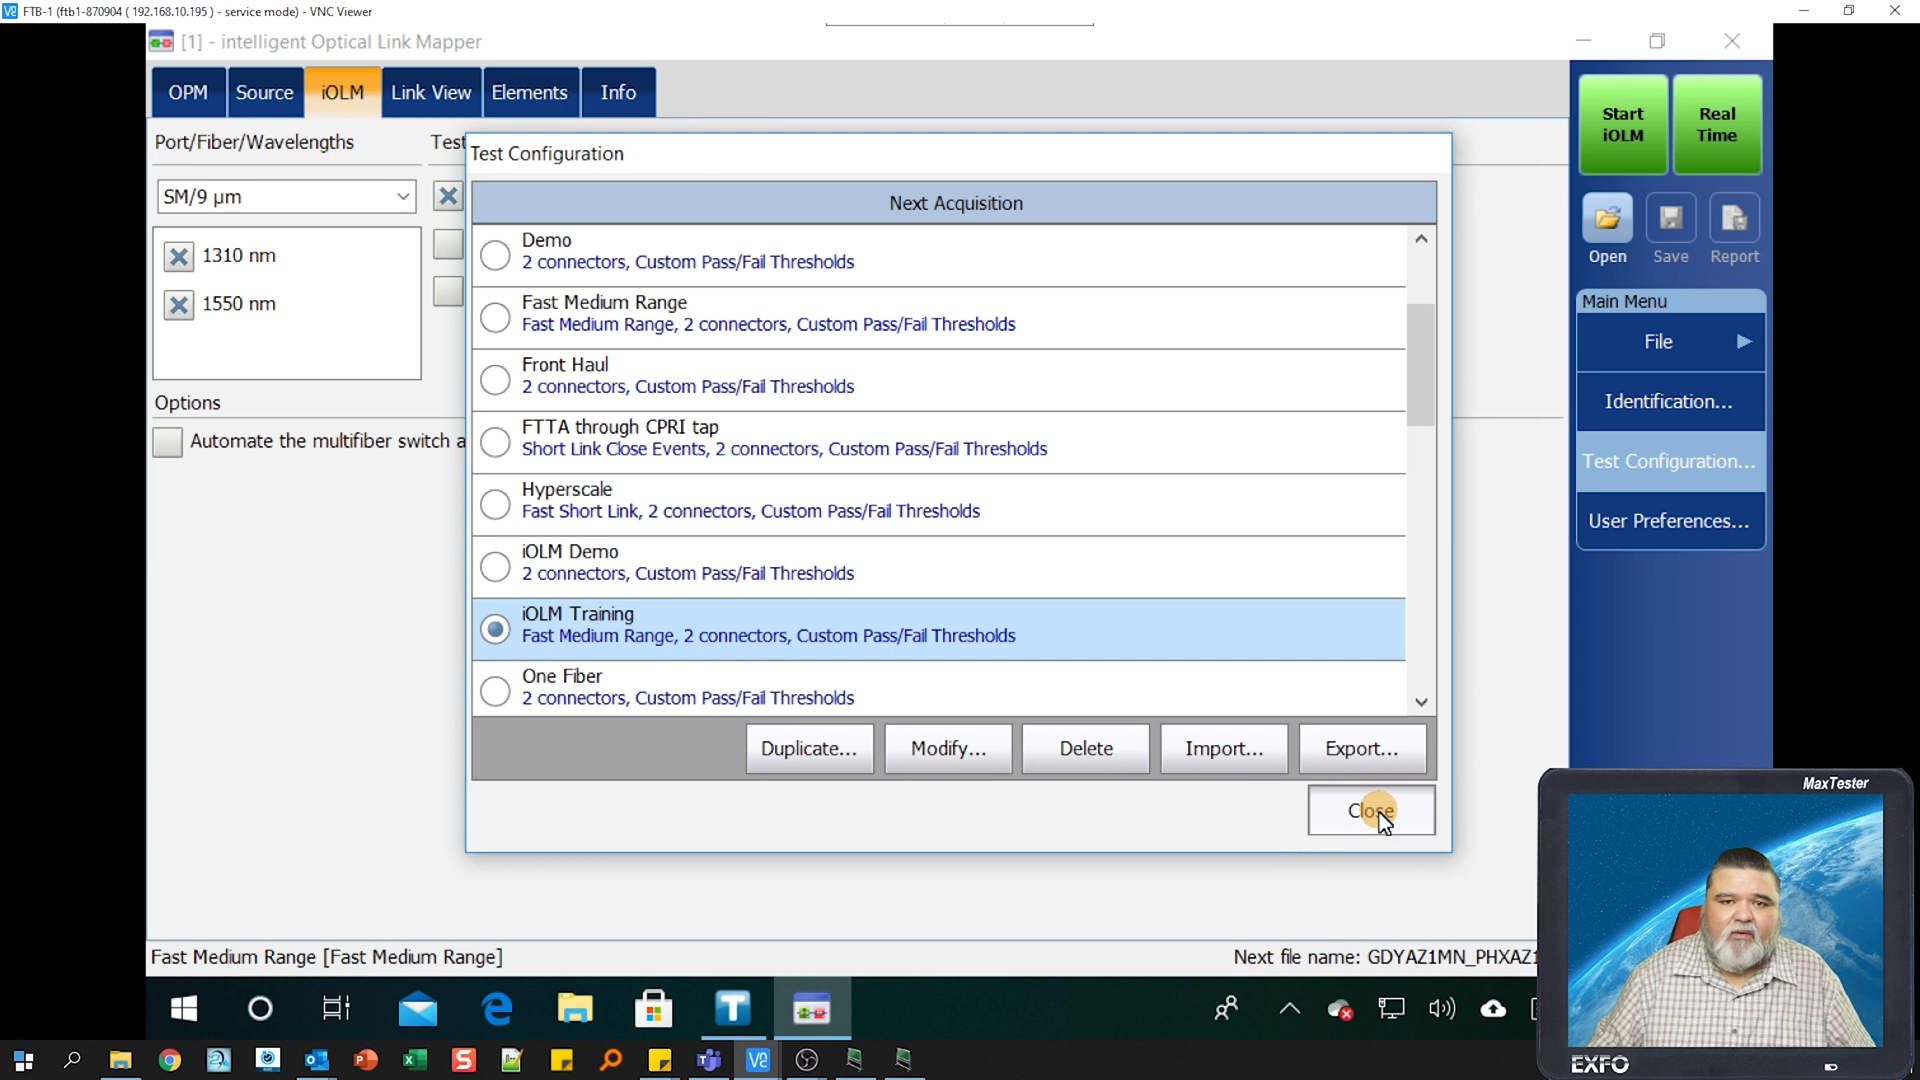 FTB-1 (ftb1-870904 ( 192.168.10.195 ) - service mode) - VNC Viewer
[1] - intelligent Optical Link Mapper
OPM
Source
iOLM
Link View
Elements
Info
Port/Fiber/Wavelengths
Test
SM/9 µm
1310 nm
1550 nm
Options
Automate the multifiber switch a
Test Configuration
Next Acquisition
Demo
2 connectors, Custom Pass/Fail Thresholds
Fast Medium Range
Fast Medium Range, 2 connectors, Custom Pass/Fail Thresholds
Front Haul
2 connectors, Custom Pass/Fail Thresholds
FTTA through CPRI tap
Short Link Close Events, 2 connectors, Custom Pass/Fail Thresholds
Hyperscale
Fast Short Link, 2 connectors, Custom Pass/Fail Thresholds
iOLM Demo
2 connectors, Custom Pass/Fail Thresholds
iOLM Training
Fast Medium Range, 2 connectors, Custom Pass/Fail Thresholds
One Fiber
2 connectors, Custom Pass/Fail Thresholds
Duplicate...
Modify...
Delete
Import...
Export...
Close
Start
iOLM
Real
Time
Open
Save
Report
Main Menu
File
Identification...
Test Configuration...
User Preferences...
Fast Medium Range [Fast Medium Range]
Next file name: GDYAZ1MN_PHXAZ1
MaxTester
EXFO